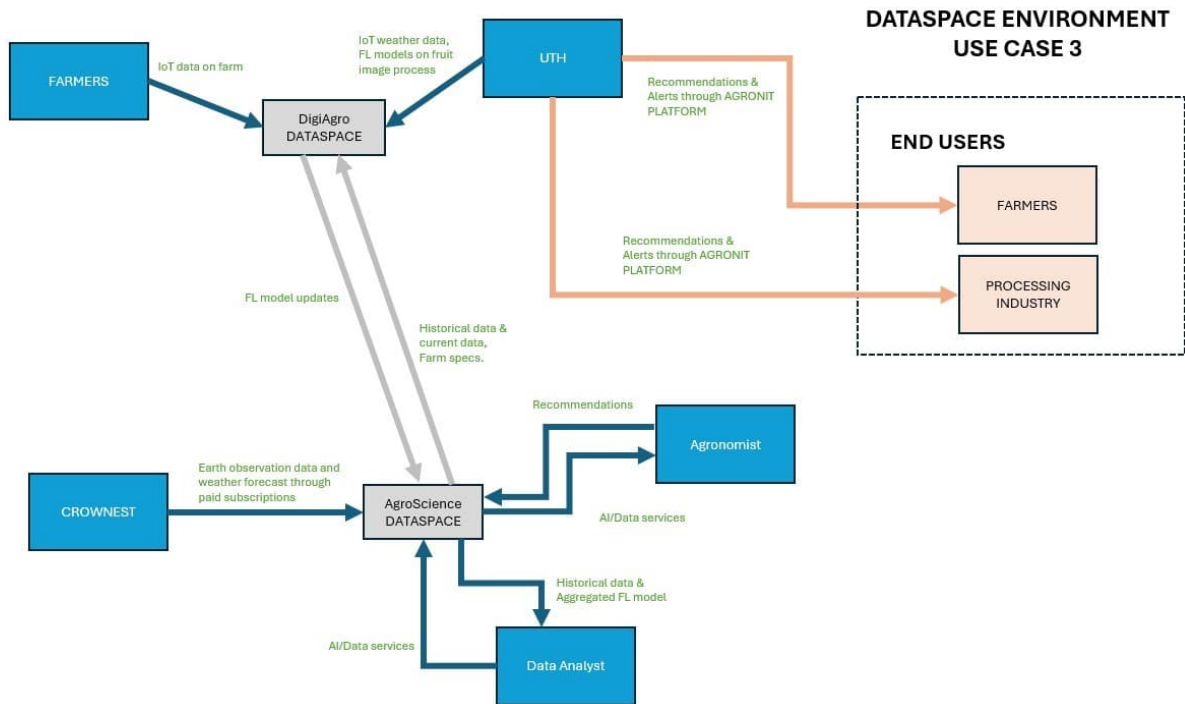 DATASPACE ENVIRONMENT
USE CASE 3
FARMERS
IoT data on farm
DigiAgro
DATASPACE
IoT weather data,
FL models on fruit
image process
UTH
Recommendations &
Alerts through AGRONIT
PLATFORM
END USERS
FARMERS
Recommendations &
Alerts through AGRONIT
PLATFORM
PROCESSING
INDUSTRY
FL model updates
Historical data &
current data,
Farm specs.
Recommendations
Agronomist
Earth observation data and
weather forecast through
paid subscriptions
CROWNEST
AgroScience
DATASPACE
AI/Data services
Historical data &
Aggregated FL model
AI/Data services
Data Analyst